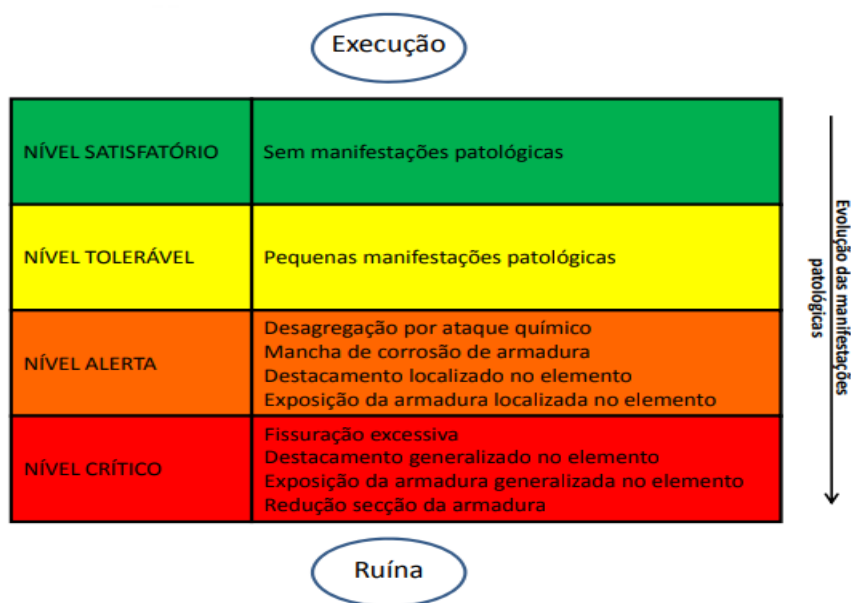 Execução
NÍVEL SATISFATÓRIO
Sem manifestações patológicas
NÍVEL TOLERÁVEL
Pequenas manifestações patológicas
NÍVEL ALERTA
Desagregação por ataque químico
Mancha de corrosão de armadura
Destacamento localizado no elemento
Exposição da armadura localizada no elemento
NÍVEL CRÍTICO
Fissuração excessiva
Destacamento generalizado no elemento
Exposição da armadura generalizada no elemento
Redução secção da armadura
Evolução das manifestações
patológicas
Ruína